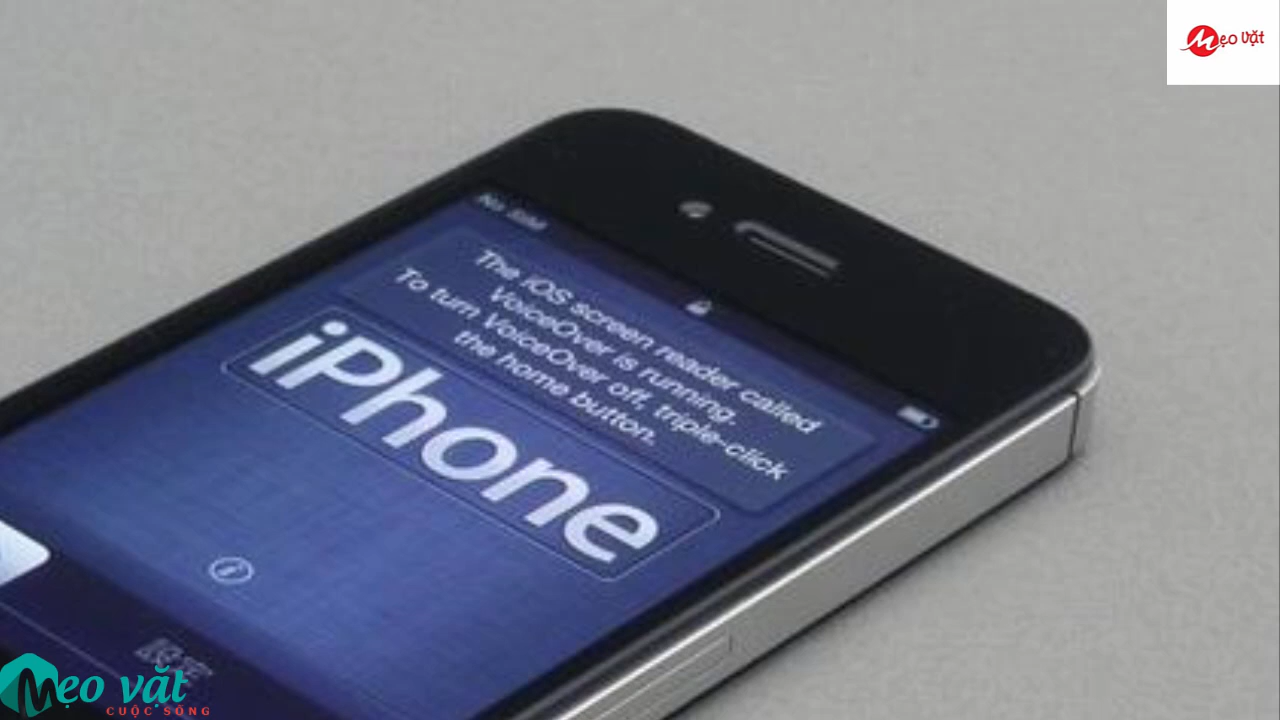 Mẹo Vặt
No SIM
The iOS screen reader called
VoiceOver is running.
To turn VoiceOver off, triple-click
the home button.
iPhone
Mẹo vặt
CUỘC SỐNG